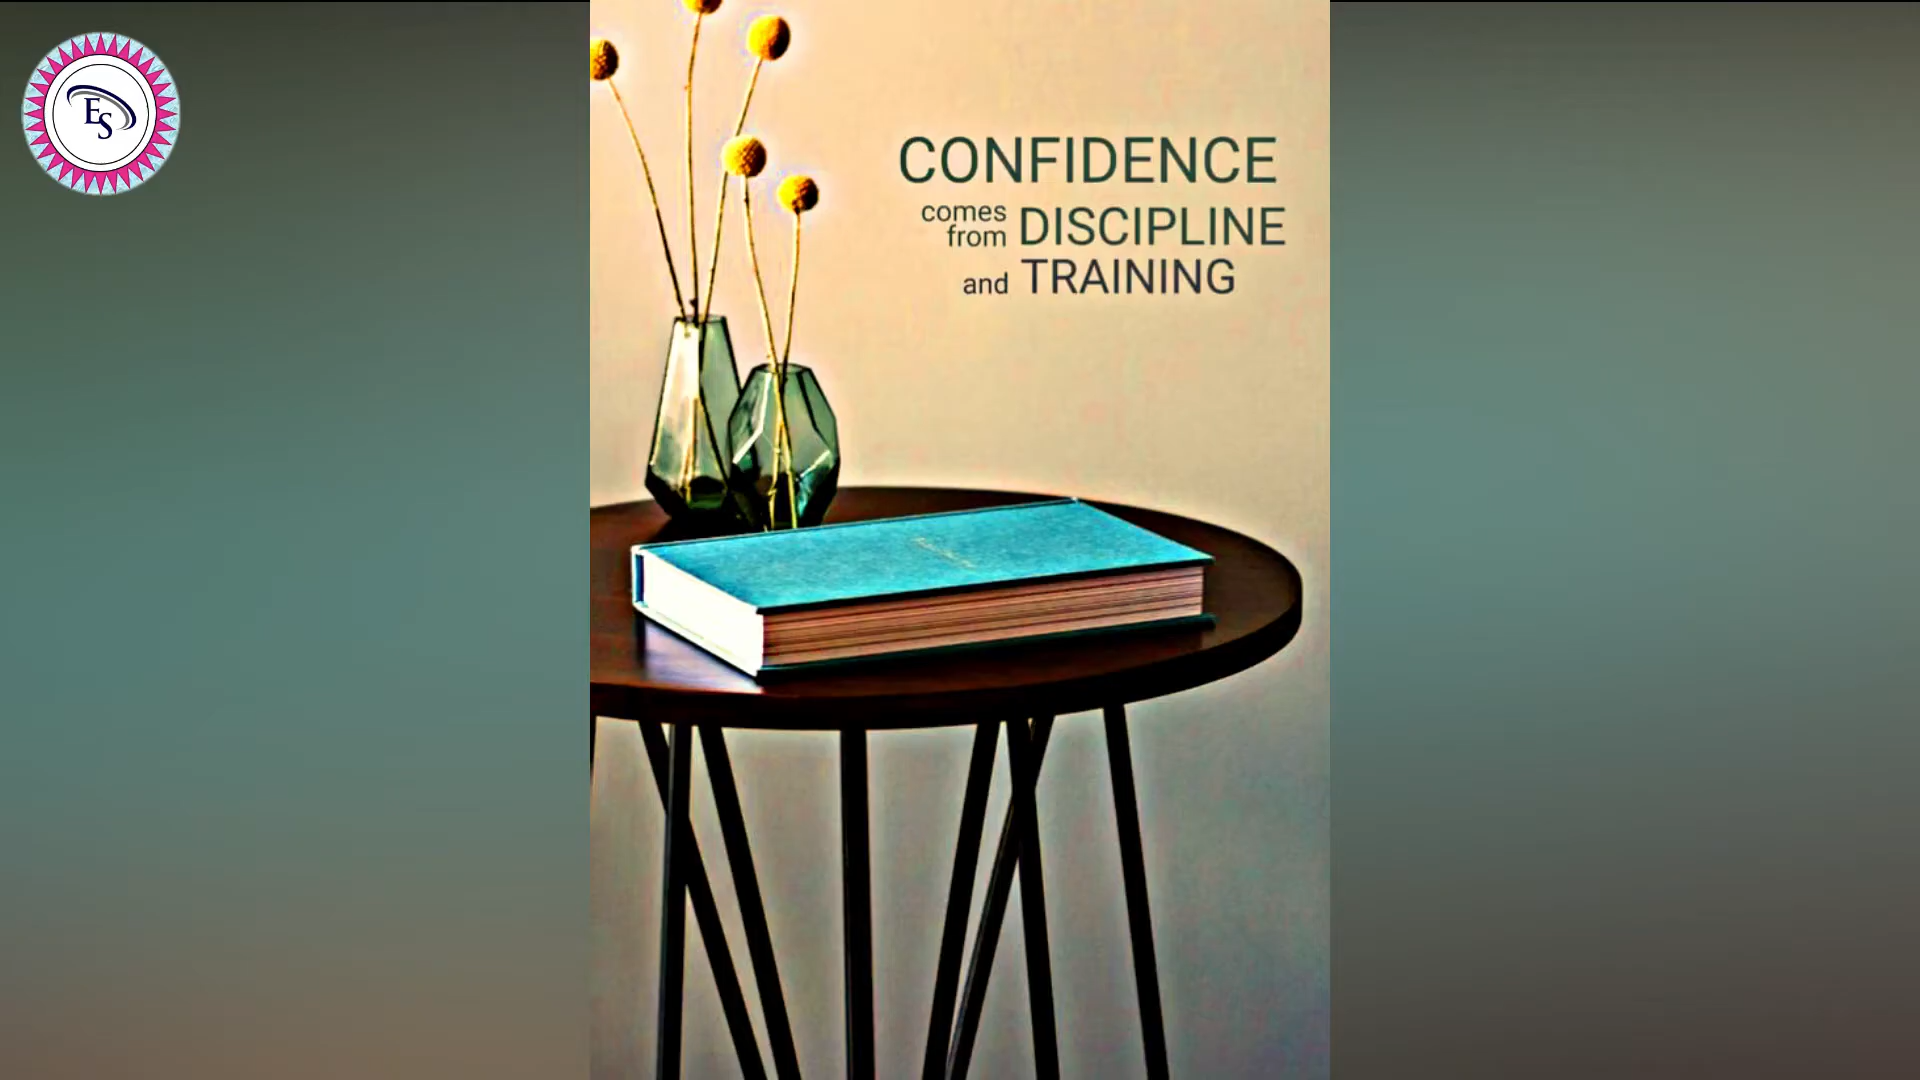 ES
CONFIDENCE
comes
from DISCIPLINE
and TRAINING